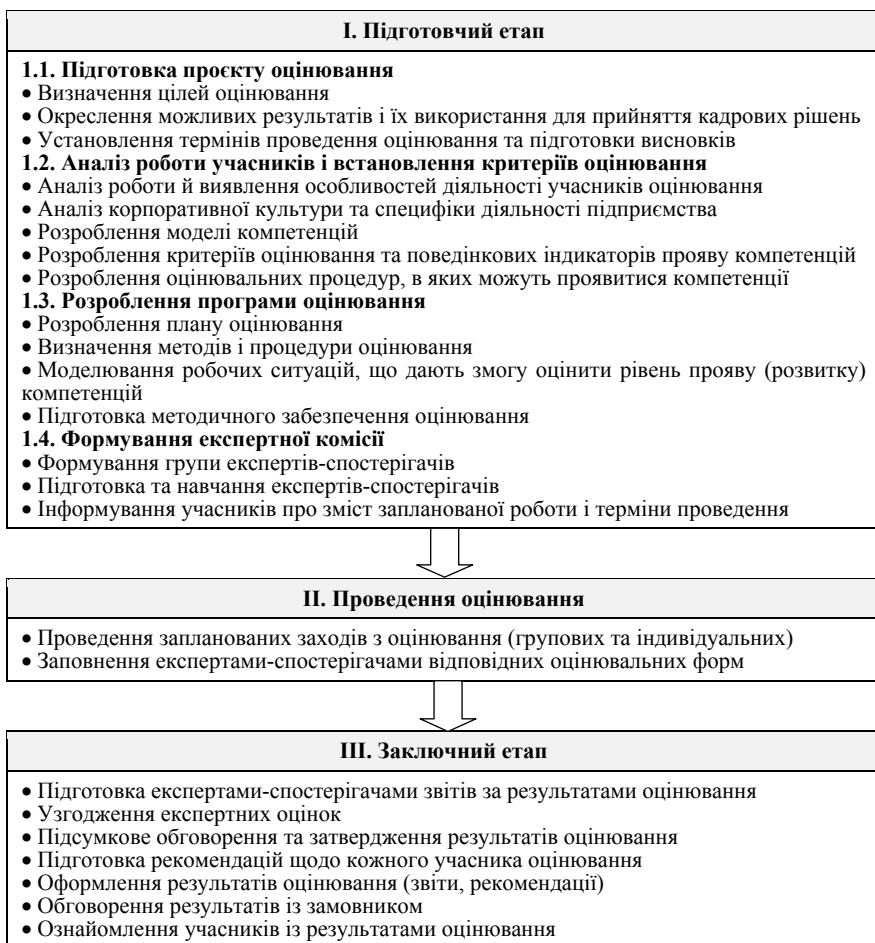 І. Підготовчий етап
1.1. Підготовка проєкту оцінювання
• Визначення цілей оцінювання
• Окреслення можливих результатів і їх використання для прийняття кадрових рішень
• Установлення термінів проведення оцінювання та підготовки висновків
1.2. Аналіз роботи учасників і встановлення критеріїв оцінювання
• Аналіз роботи й виявлення особливостей діяльності учасників оцінювання
• Аналіз корпоративної культури та специфіки діяльності підприємства
• Розроблення моделі компетенцій
• Розроблення критеріїв оцінювання та поведінкових індикаторів прояву компетенцій
• Розроблення оцінювальних процедур, в яких можуть проявитися компетенції
1.3. Розроблення програми оцінювання
• Розроблення плану оцінювання
• Визначення методів і процедури оцінювання
• Моделювання робочих ситуацій, що дають змогу оцінити рівень прояву (розвитку)
компетенцій
• Підготовка методичного забезпечення оцінювання
1.4. Формування експертної комісії
• Формування групи експертів-спостерігачів
• Підготовка та навчання експертів-спостерігачів
• Інформування учасників про зміст запланованої роботи і терміни проведення
ІІ. Проведення оцінювання
• Проведення запланованих заходів з оцінювання (групових та індивідуальних)
• Заповнення експертами-спостерігачами відповідних оцінювальних форм
ІІІ. Заключний етап
• Підготовка експертами-спостерігачами звітів за результатами оцінювання
• Узгодження експертних оцінок
• Підсумкове обговорення та затвердження результатів оцінювання
• Підготовка рекомендацій щодо кожного учасника оцінювання
• Оформлення результатів оцінювання (звіти, рекомендації)
• Обговорення результатів із замовником
• Ознайомлення учасників із результатами оцінювання